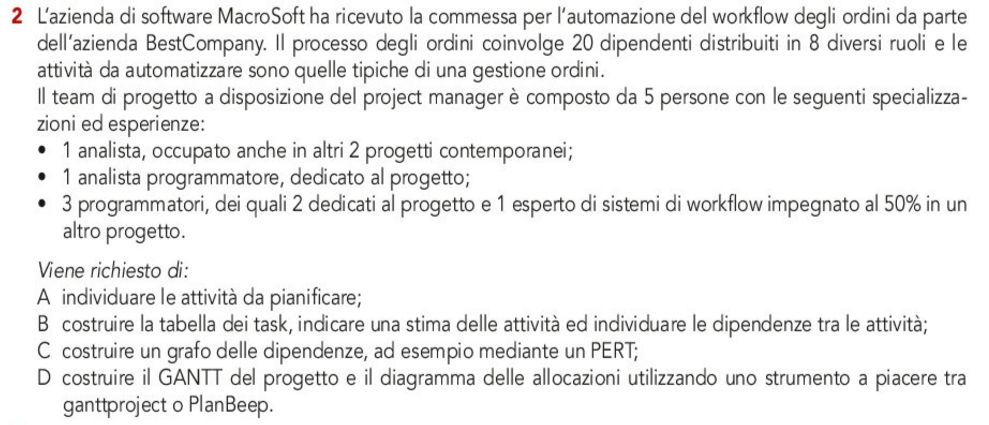 2 L'azienda di software MacroSoft ha ricevuto la commessa per l'automazione del workflow degli ordini da parte
dell'azienda BestCompany. Il processo degli ordini coinvolge 20 dipendenti distribuiti in 8 diversi ruoli e le
attività da automatizzare sono quelle tipiche di una gestione ordini.
Il team di progetto a disposizione del project manager è composto da 5 persone con le seguenti specializza-
zioni ed esperienze:
• 1 analista, occupato anche in altri 2 progetti contemporanei;
• 1 analista programmatore, dedicato al progetto;
• 3 programmatori, dei quali 2 dedicati al progetto e 1 esperto di sistemi di workflow impegnato al 50% in un
altro progetto.
Viene richiesto di:
A individuare le attività da pianificare;
B costruire la tabella dei task, indicare una stima delle attività ed individuare le dipendenze tra le attività;
C costruire un grafo delle dipendenze, ad esempio mediante un PERT;
D costruire il GANTT del progetto e il diagramma delle allocazioni utilizzando uno strumento a piacere tra
ganttproject o PlanBeep.